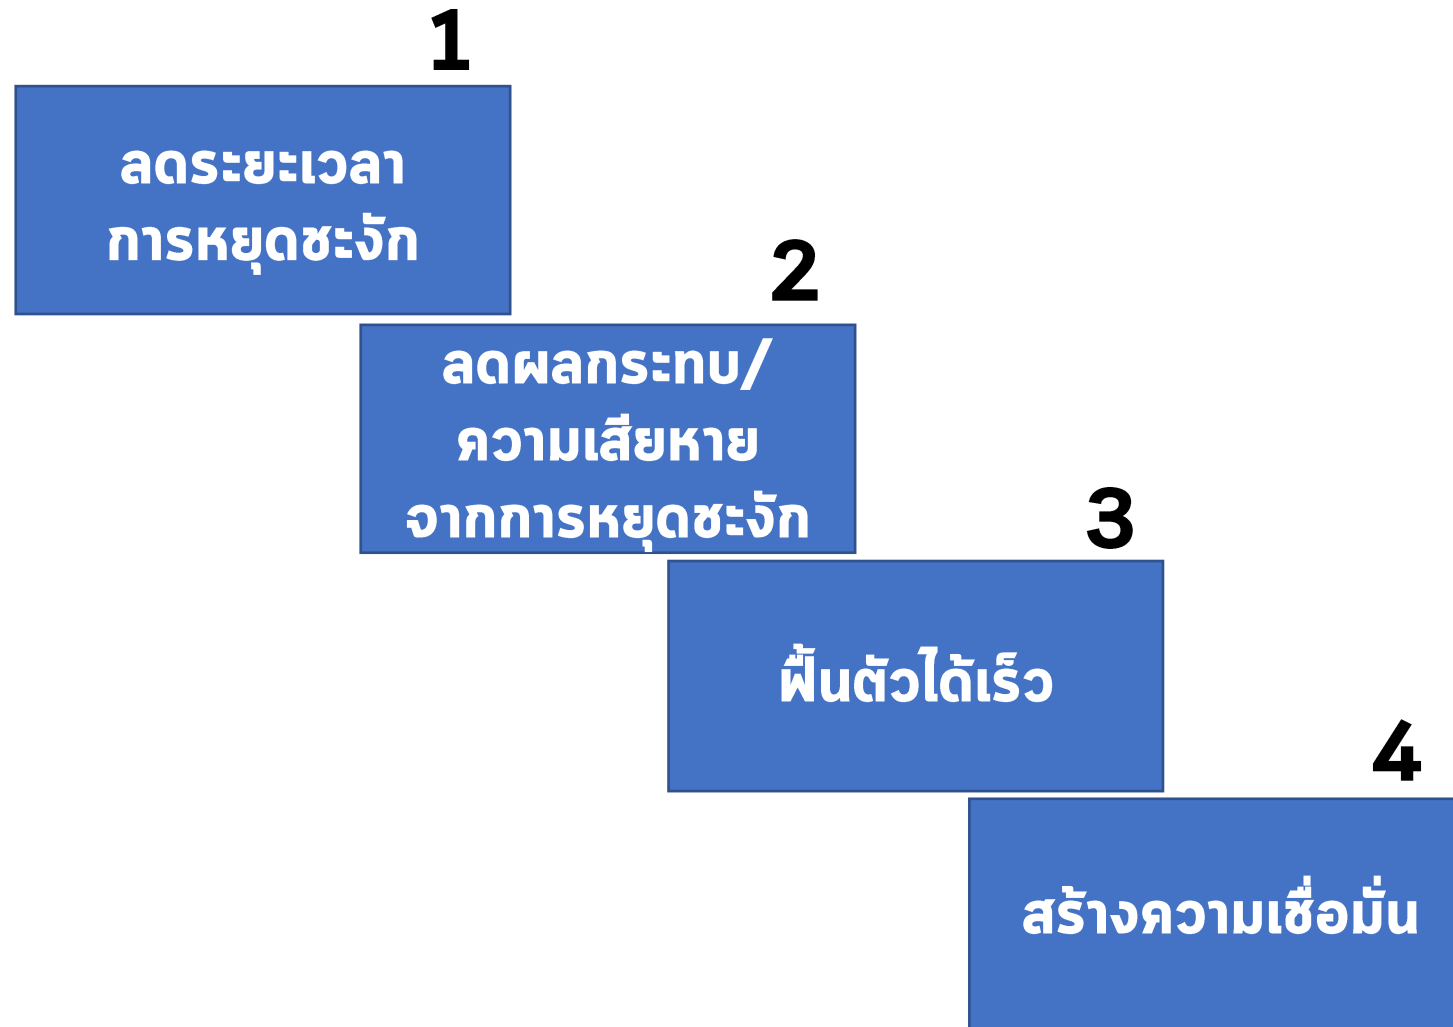 1
ลดระยะเวลา
การหยุดชะงัก
2
ลดผลกระทบ/
ความเสียหาย
จากการหยุดชะงัก
3
ฟื้นตัวได้เร็ว
4
สร้างความเชื่อมั่น